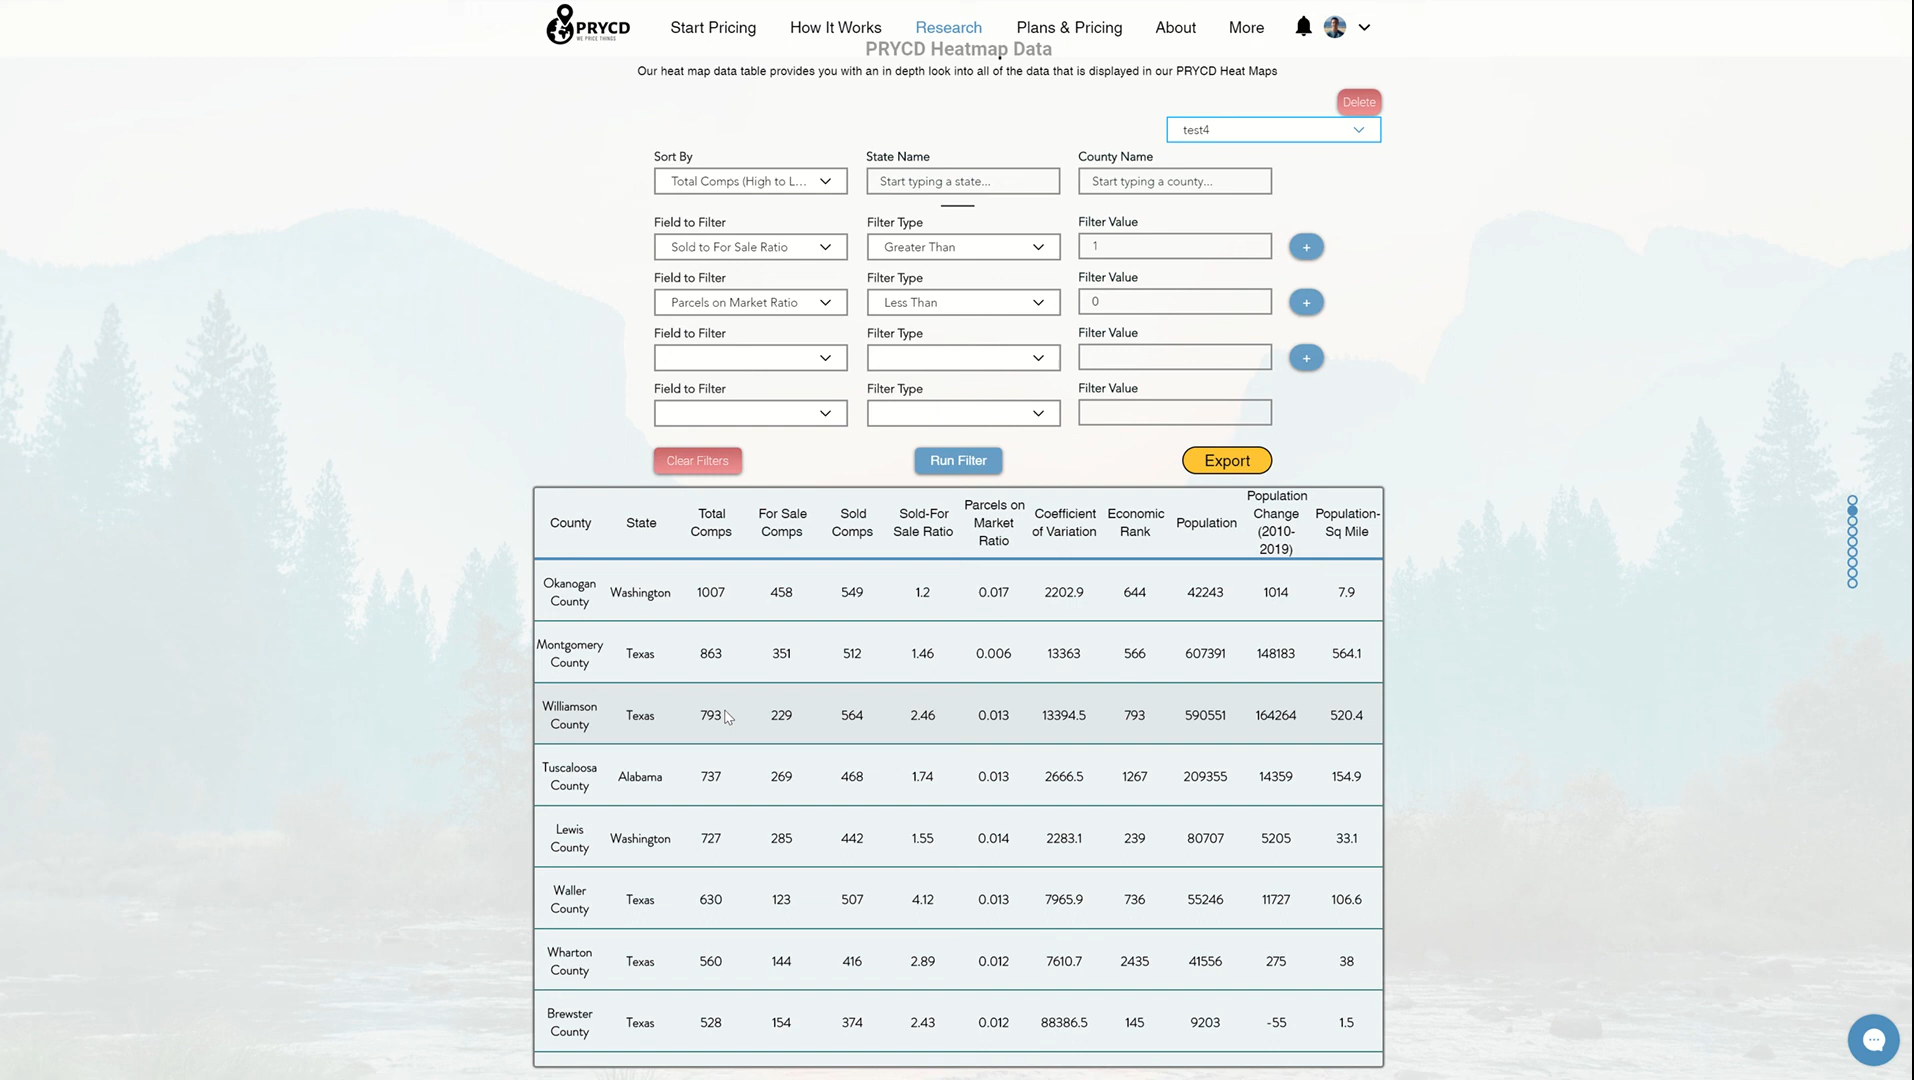 PRYCD
WE PRICE THINGS
Start Pricing How It Works Research Plans & Pricing About More
PRYCD Heatmap Data
Our heat map data table provides you with an in depth look into all of the data that is displayed in our PRYCD Heat Maps
Delete
test4
Sort By State Name County Name
Total Comps (High to L... Start typing a state... Start typing a county...
Field to Filter Filter Type Filter Value
Sold to For Sale Ratio Greater Than 1 +
Field to Filter Filter Type Filter Value
Parcels on Market Ratio Less Than 0 +
Field to Filter Filter Type Filter Value
+
Field to Filter Filter Type Filter Value
Clear Filters Run Filter Export
County State Total Comps For Sale Comps Sold Comps Sold-For Sale Ratio Parcels on Market Ratio Coefficient of Variation Economic Rank Population Population Change (2010-2019) Population-Sq Mile
Okanogan County Washington 1007 458 549 1.2 0.017 2202.9 644 42243 1014 7.9
Montgomery County Texas 863 351 512 1.46 0.006 13363 566 607391 148183 564.1
Williamson County Texas 793 229 564 2.46 0.013 13394.5 793 590551 164264 520.4
Tuscaloosa County Alabama 737 269 468 1.74 0.013 2666.5 1267 209355 14359 154.9
Lewis County Washington 727 285 442 1.55 0.014 2283.1 239 80707 5205 33.1
Waller County Texas 630 123 507 4.12 0.013 7965.9 736 55246 11727 106.6
Wharton County Texas 560 144 416 2.89 0.012 7610.7 2435 41556 275 38
Brewster County Texas 528 154 374 2.43 0.012 88386.5 145 9203 -55 1.5